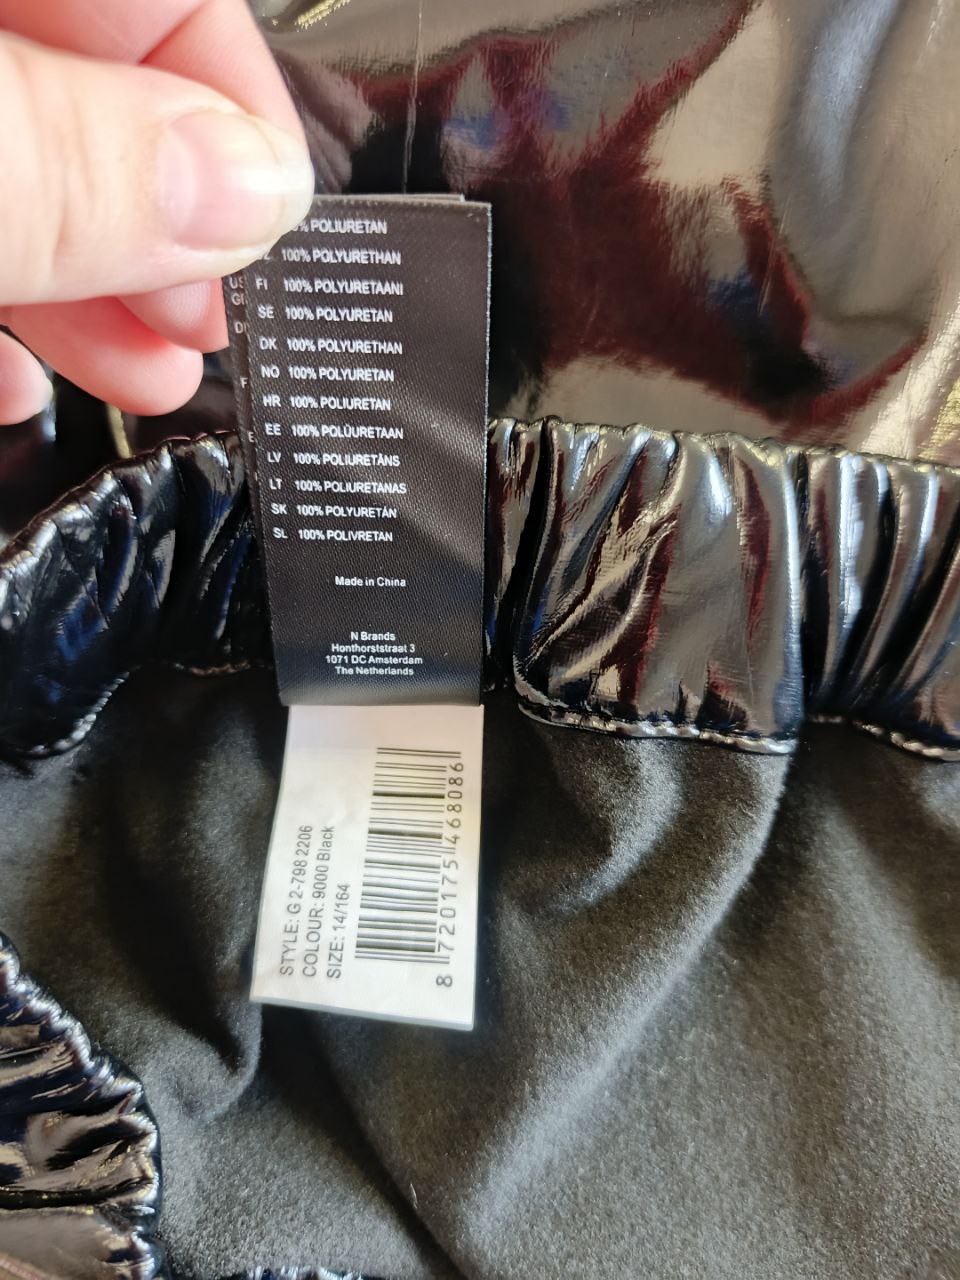 % POLIURETAN
100% POLYURETHAN
FI 100% POLYURETAANI
SE 100% POLYURETAN
DK 100% POLYURETHAN
NO 100% POLYURETAN
HR 100% POLIURETAN
EE 100% POLÜURETAAN
LV 100% POLIURETĀNS
LT 100% POLIURETANAS
SK 100% POLYURETÁN
SL 100% POLIVRETAN
Made in China
N Brands
Honthorststraat 3
1071 DC Amsterdam
The Netherlands
STYLE: G 2-798 2206
COLOUR: 9000 Black
SIZE: 14/164
8 720175 468086